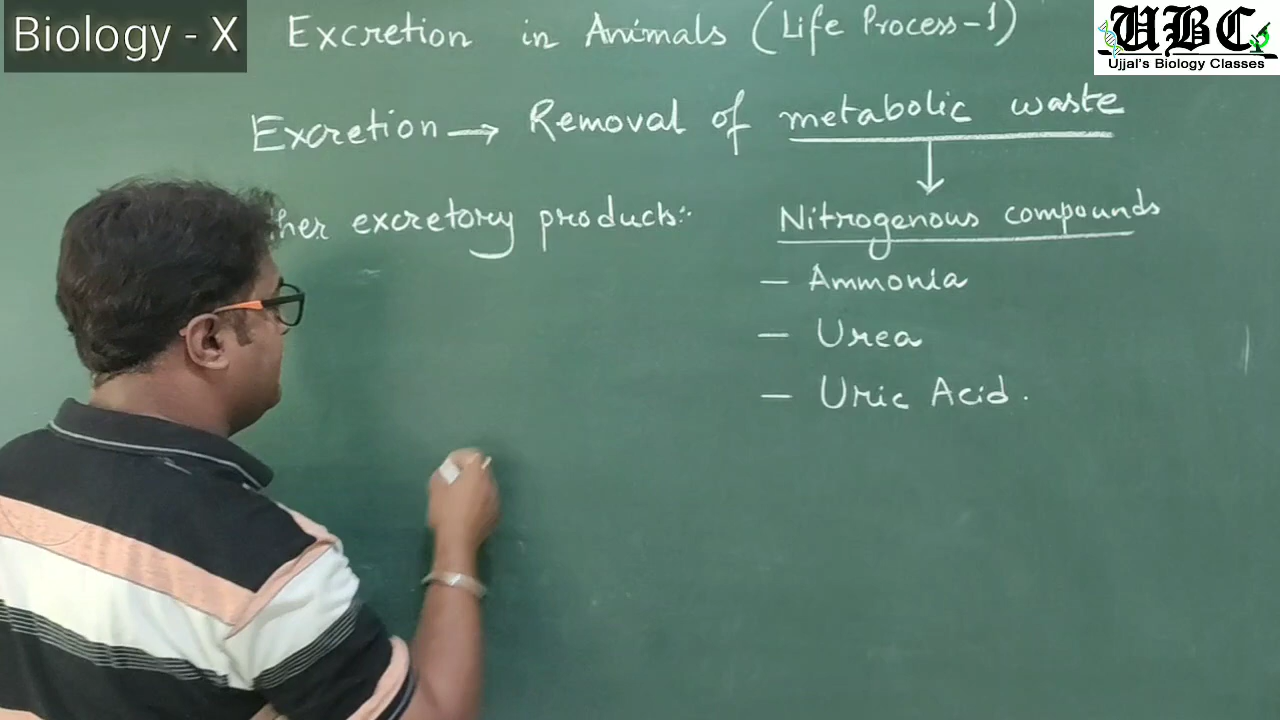 Biology - X
Excretion in Animals (Life Process-1)
UBC
Ujjal's Biology Classes
Excretion → Removal of metabolic waste
excretory products:-
Nitrogenous compounds
- Ammonia
- Urea
- Uric Acid.